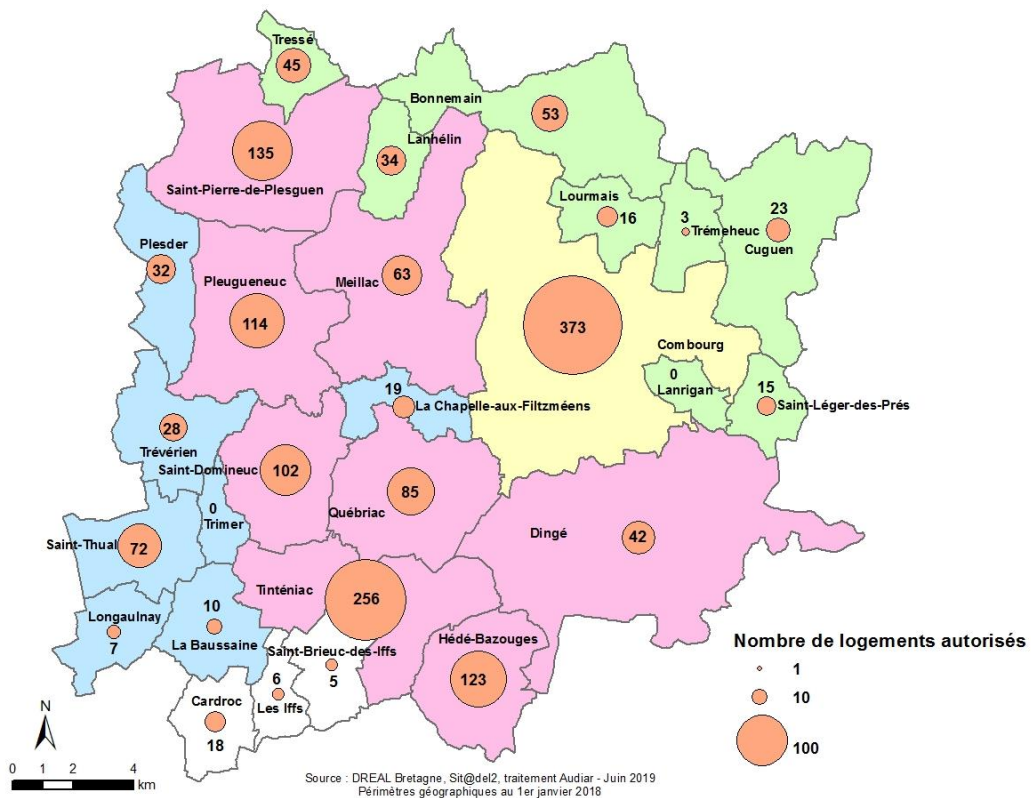 Tressé
45
Bonnemain
53
Lanhélin
34
135
Saint-Pierre-de-Plesguen
Lourmais
16
3
Trémeheuc
23
Cuguen
Plesder
32
Pleugueneuc
114
Meillac
63
373
Combourg
0
Lanrigan
15
Saint-Léger-des-Prés
19
La Chapelle-aux-Filtzméens
28
Trévérien
Saint-Domineuc
102
85
Québriac
0
Trimer
Saint-Thual
72
Dingé
42
Tinténiac
256
Longaulnay
7
10
La Baussaine
Saint-Brieuc-des-Iffs
5
6
Les Iffs
Hédé-Bazouges
123
Cardroc
18
Nombre de logements autorisés
1
10
100
N
0 1 2 4
km
Source : DREAL Bretagne, Sit@del2, traitement Audiar - Juin 2019
Périmètres géographiques au 1er janvier 2018